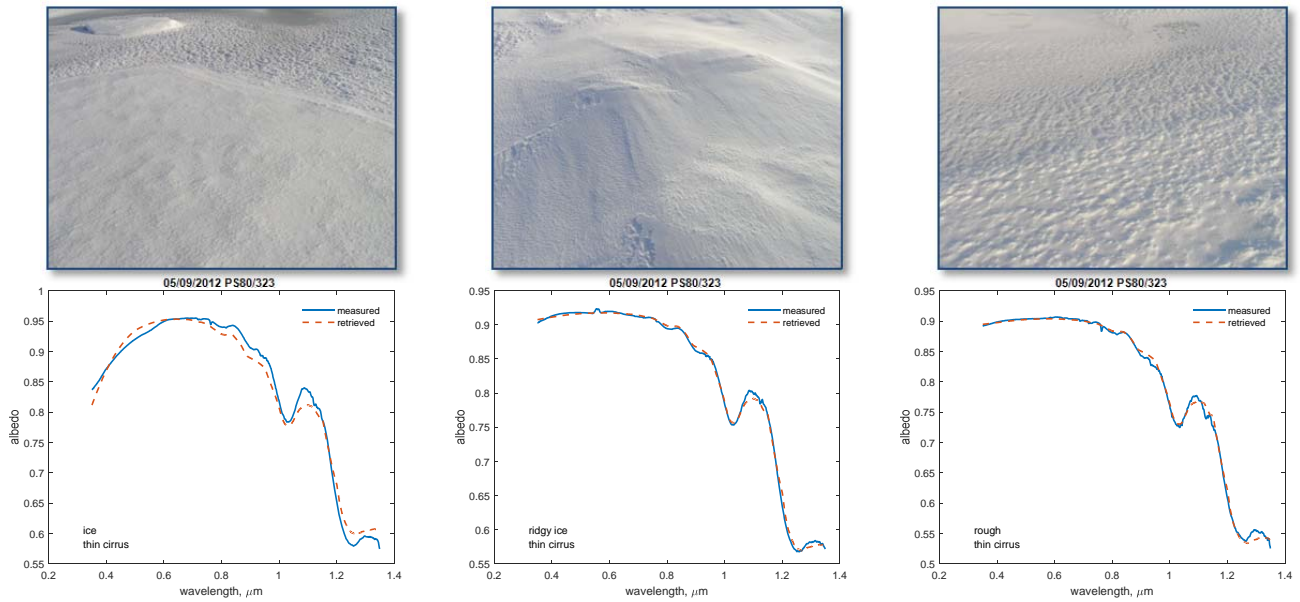 05/09/2012 PS80/323
1
0.95
0.9
0.85
0.8
0.75
0.7
0.65
0.6
0.55
0.2
0.4
0.6
0.8
1
1.2
1.4
albedo
wavelength, μm
measured
retrieved
ice
thin cirrus
05/09/2012 PS80/323
0.95
0.9
0.85
0.8
0.75
0.7
0.65
0.6
0.55
0.2
0.4
0.6
0.8
1
1.2
1.4
albedo
wavelength, μm
measured
retrieved
ridgy ice
thin cirrus
05/09/2012 PS80/323
0.95
0.9
0.85
0.8
0.75
0.7
0.65
0.6
0.55
0.5
0.2
0.4
0.6
0.8
1
1.2
1.4
albedo
wavelength, μm
measured
retrieved
rough
thin cirrus